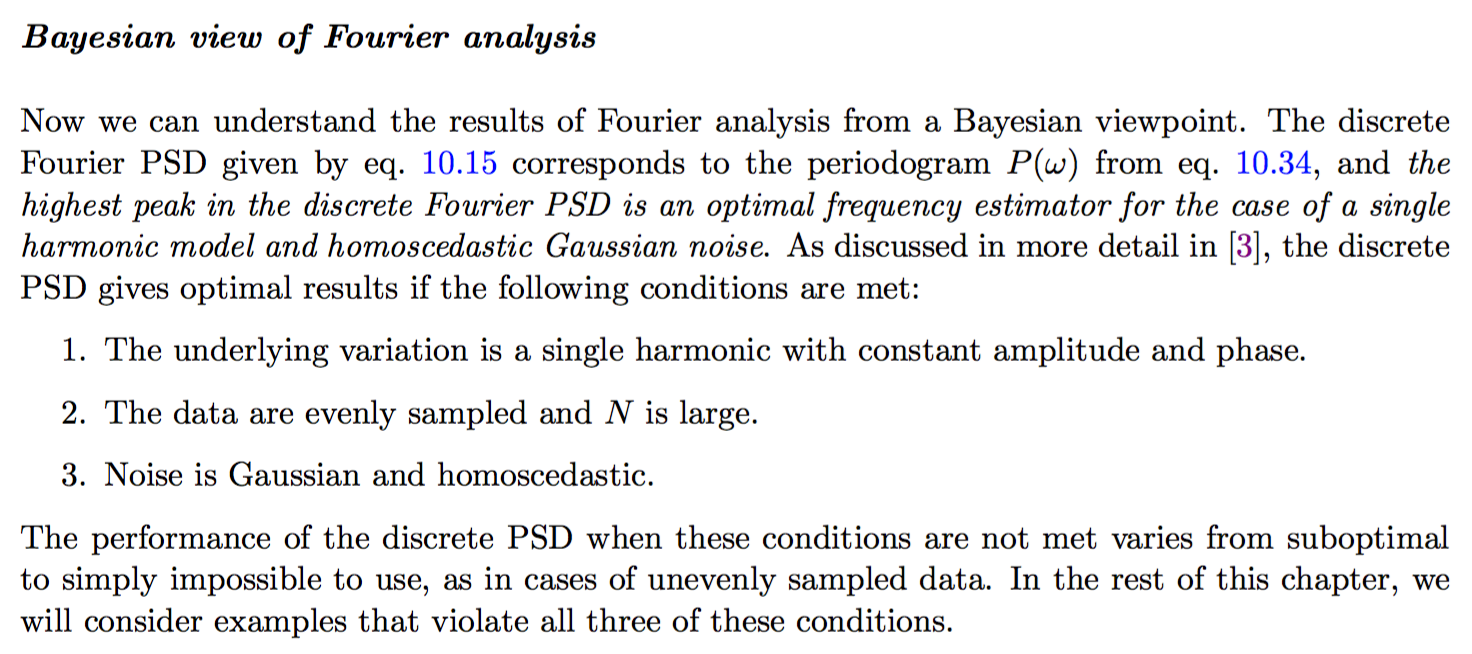 Bayesian view of Fourier analysis
Now we can understand the results of Fourier analysis from a Bayesian viewpoint. The discrete
Fourier PSD given by eq. 10.15 corresponds to the periodogram P(ω) from eq. 10.34, and the
highest peak in the discrete Fourier PSD is an optimal frequency estimator for the case of a single
harmonic model and homoscedastic Gaussian noise. As discussed in more detail in [3], the discrete
PSD gives optimal results if the following conditions are met:
1. The underlying variation is a single harmonic with constant amplitude and phase.
2. The data are evenly sampled and N is large.
3. Noise is Gaussian and homoscedastic.
The performance of the discrete PSD when these conditions are not met varies from suboptimal
to simply impossible to use, as in cases of unevenly sampled data. In the rest of this chapter, we
will consider examples that violate all three of these conditions.